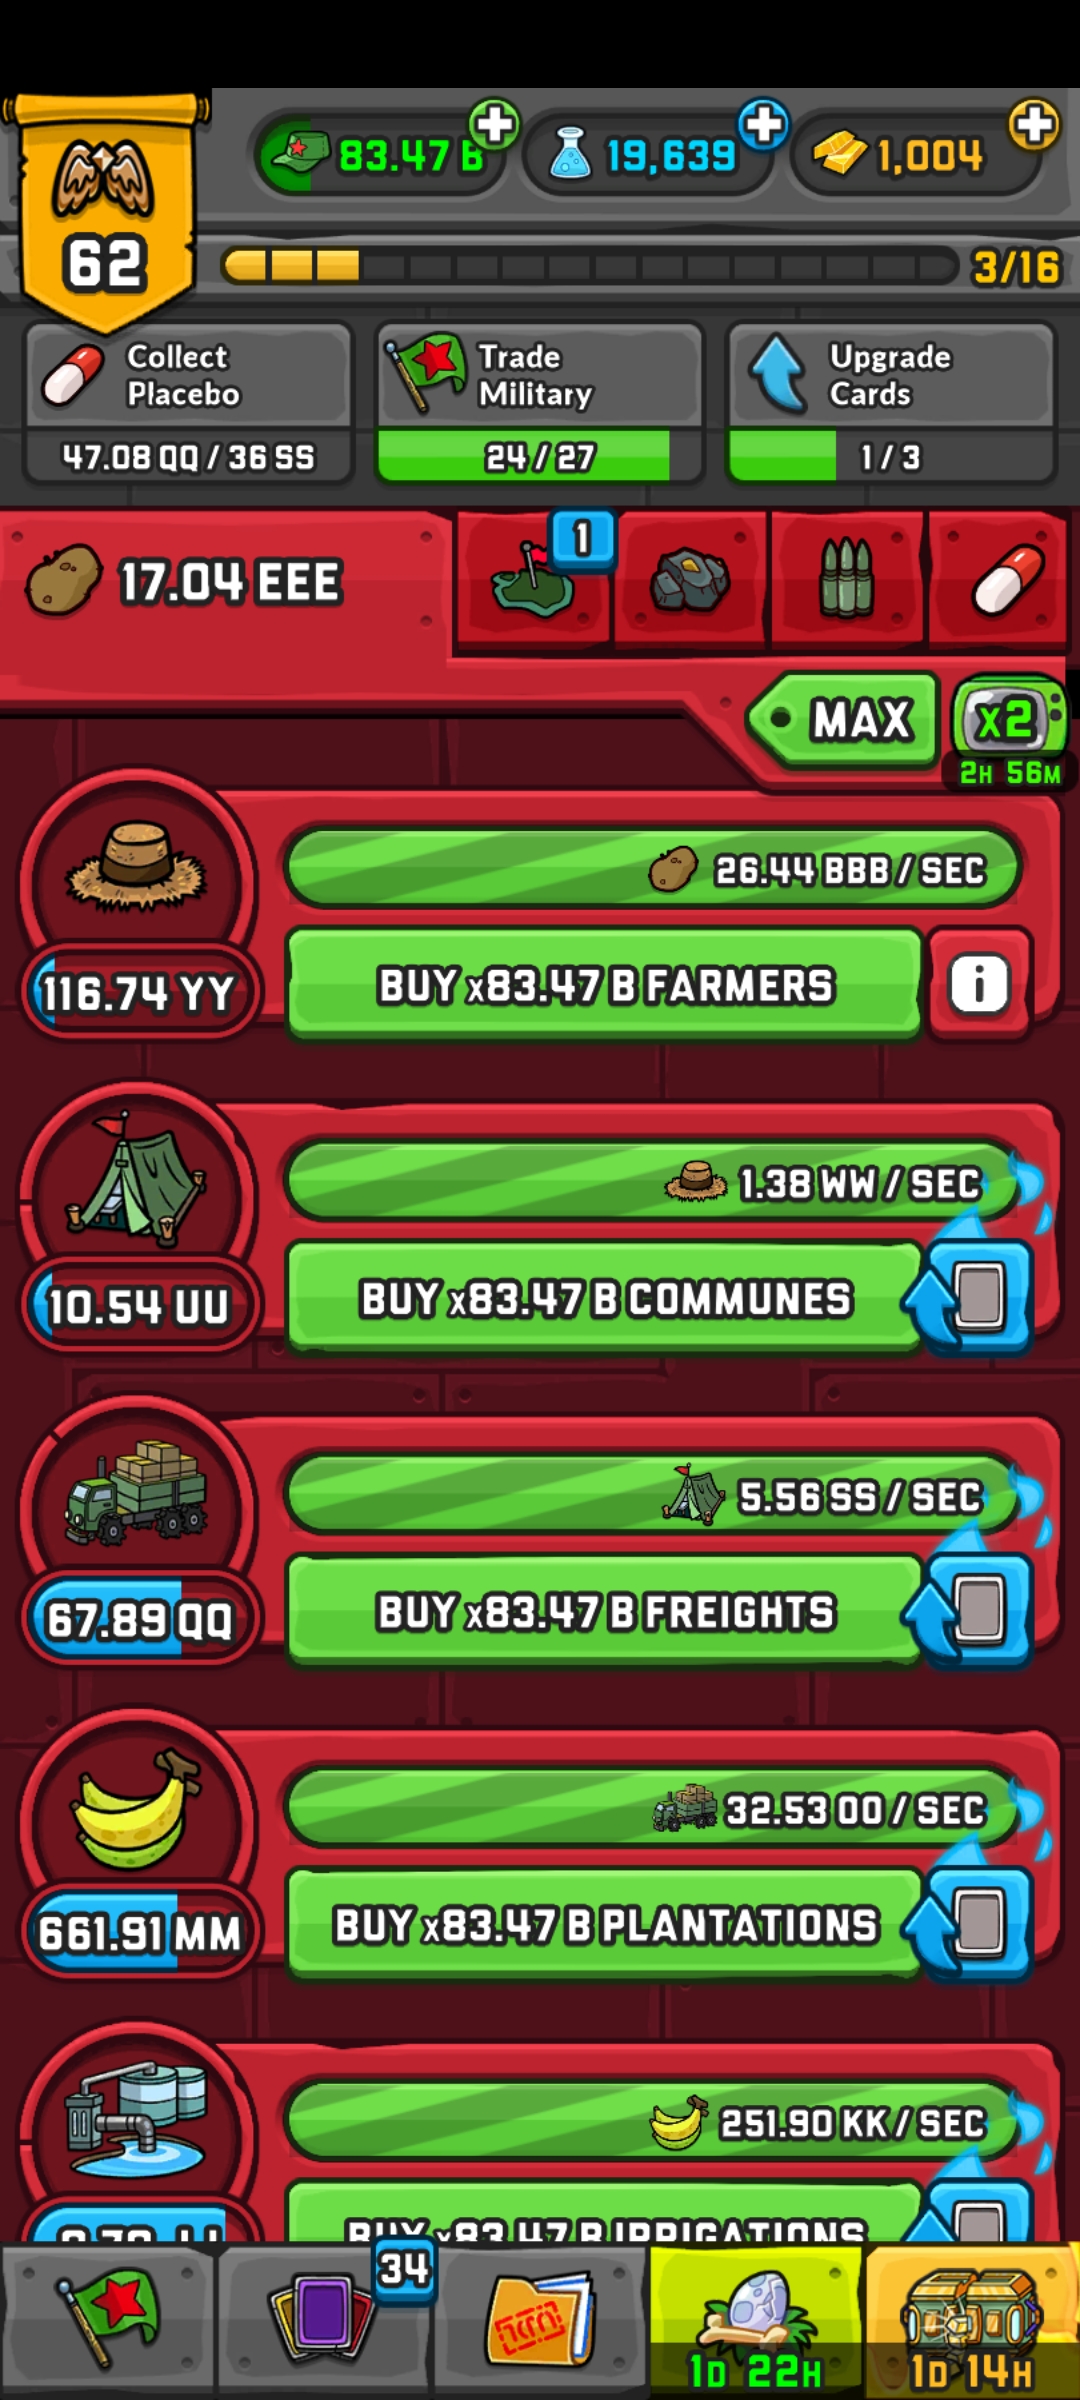 83.47 B
19,639
1,004
62
3/16
Collect
Placebo
47.08 QQ / 36 SS
Trade
Military
24 / 27
Upgrade
Cards
1 / 3
17.04 EEE
1
MAX
x2
2H 56M
26.44 BBB / SEC
116.74 YY
BUY x83.47 B FARMERS
i
1.38 WW / SEC
10.54 UU
BUY x83.47 B COMMUNES
5.56 SS / SEC
67.89 QQ
BUY x83.47 B FREIGHTS
32.53 OO / SEC
661.91 MM
BUY x83.47 B PLANTATIONS
251.90 KK / SEC
BUY x83.47 B IRRIGATIONS
34
1D 22H
1D 14H